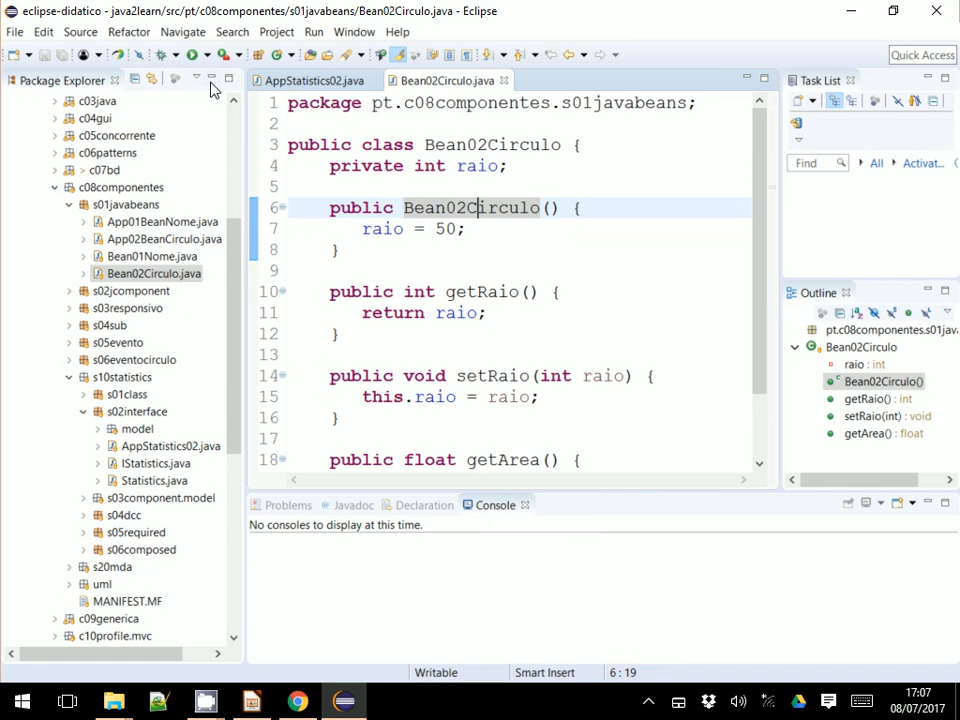 eclipse-didatico - java2learn/src/pt/c08componentes/s01javabeans/Bean02Circulo.java - Eclipse
File Edit Source Refactor Navigate Search Project Run Window Help
Quick Access
Package Explorer
c03java
c04gui
c05concorrente
c06patterns
> c07bd
c08componentes
s01javabeans
App01BeanNome.java
App02BeanCirculo.java
Bean01Nome.java
Bean02Circulo.java
s02jcomponent
s03responsivo
s04sub
s05evento
s06eventocirculo
s10statistics
s01class
s02interface
model
AppStatistics02.java
IStatistics.java
Statistics.java
s03component.model
s04dcc
s05required
s06composed
s20mda
uml
MANIFEST.MF
c09generica
c10profile.mvc
AppStatistics02.java Bean02Circulo.java
1 package pt.c08componentes.s01javabeans;
2
3 public class Bean02Circulo {
4 private int raio;
5
6 public Bean02Circulo() {
7 raio = 50;
8 }
9
10 public int getRaio() {
11 return raio;
12 }
13
14 public void setRaio(int raio) {
15 this.raio = raio;
16 }
17
18 public float getArea() {
Task List
Find All Activat...
Outline
pt.c08componentes.s01jav
Bean02Circulo
raio : int
Bean02Circulo()
getRaio() : int
setRaio(int) : void
getArea() : float
Problems Javadoc Declaration Console
No consoles to display at this time.
Writable Smart Insert 6 : 19
17:07
08/07/2017